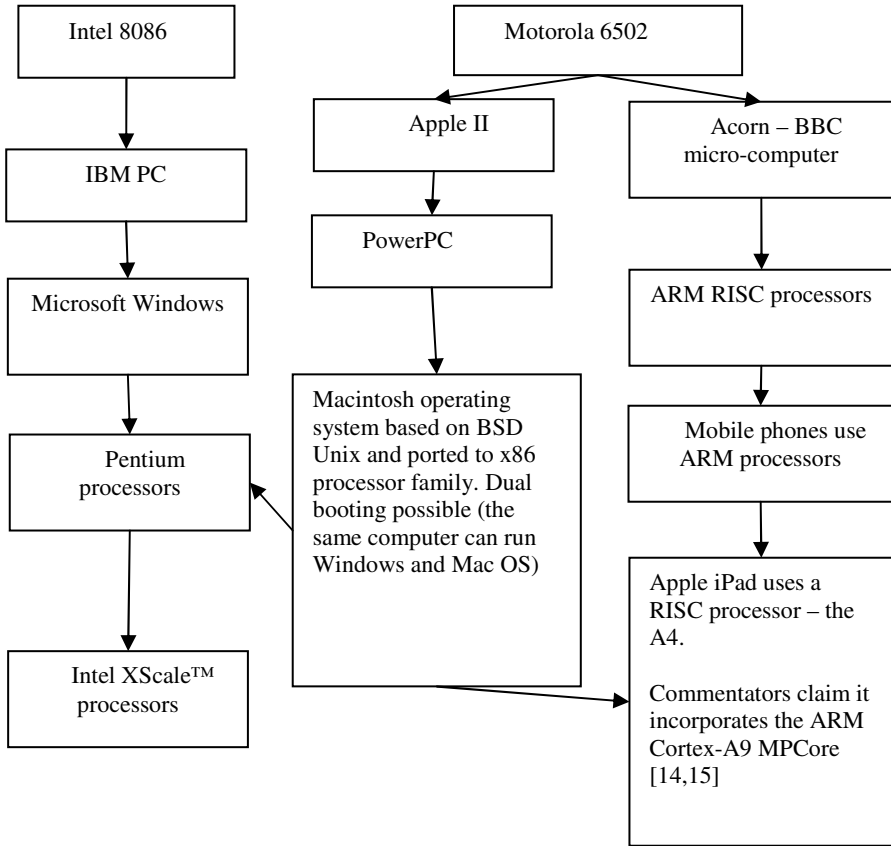 Intel 8086
Motorola 6502
Apple II
Acorn – BBC
micro-computer
IBM PC
PowerPC
Microsoft Windows
ARM RISC processors
Macintosh operating
system based on BSD
Unix and ported to x86
processor family. Dual
booting possible (the
same computer can run
Windows and Mac OS)
Mobile phones use
ARM processors
Pentium
processors
Apple iPad uses a
RISC processor – the
A4.
Commentators claim it
incorporates the ARM
Cortex-A9 MPCore
[14,15]
Intel XScale™
processors